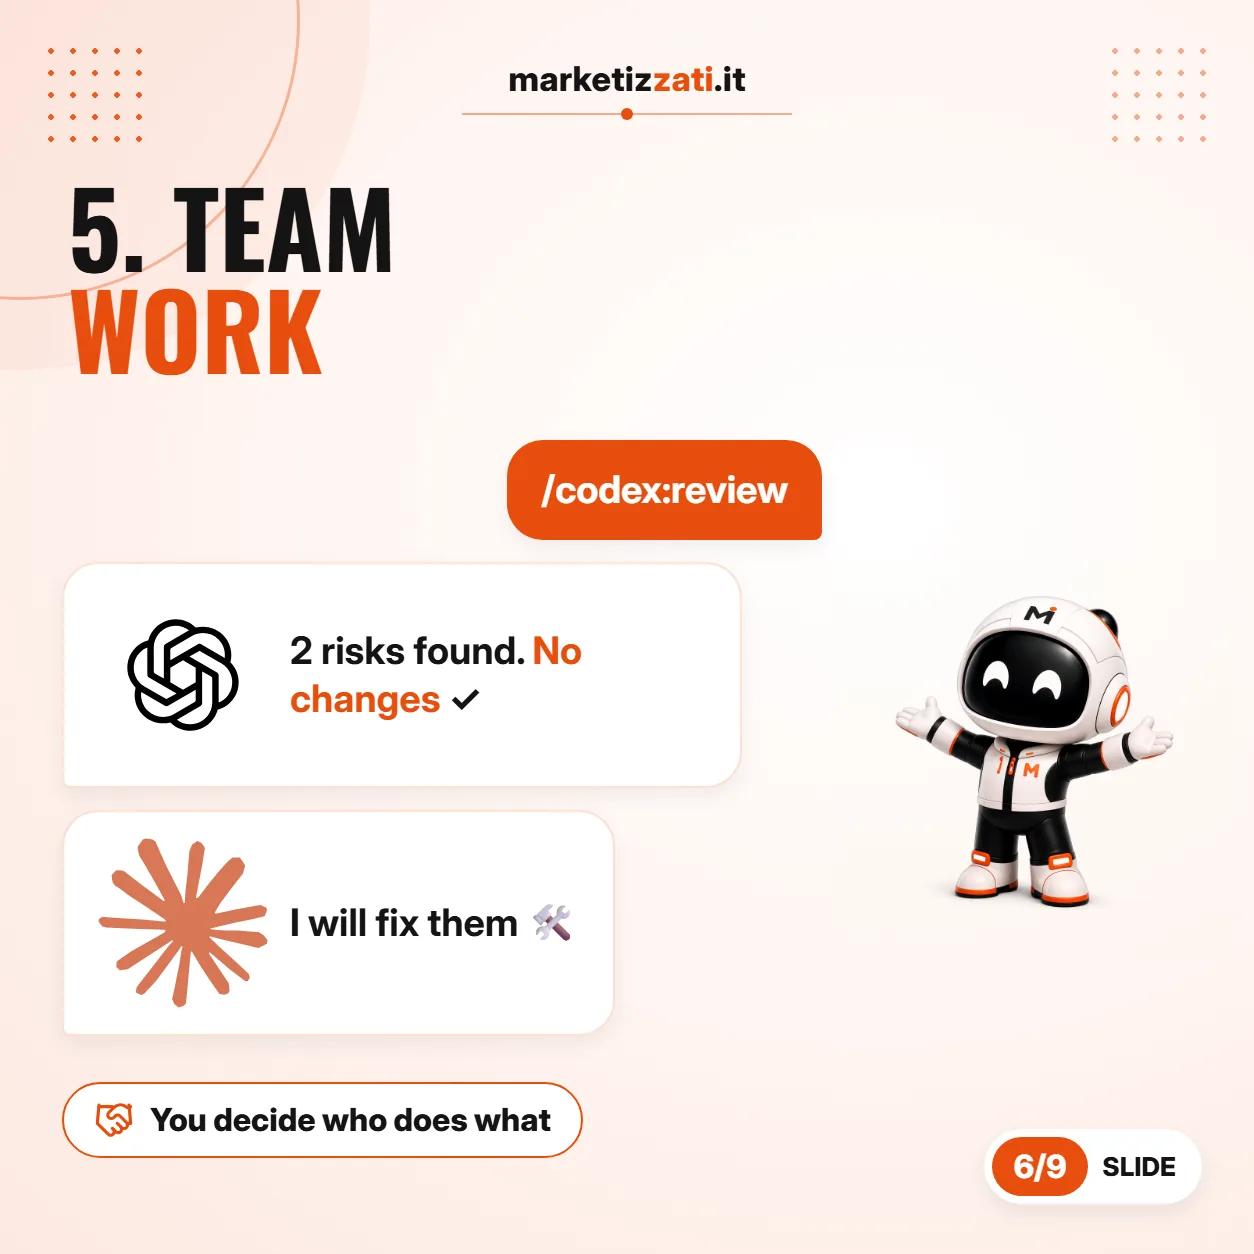 marketizzati.it
5. TEAM
WORK
/codex:review
2 risks found. No
changes ✓
I will fix them 🛠
You decide who does what
M
M
6/9 SLIDE